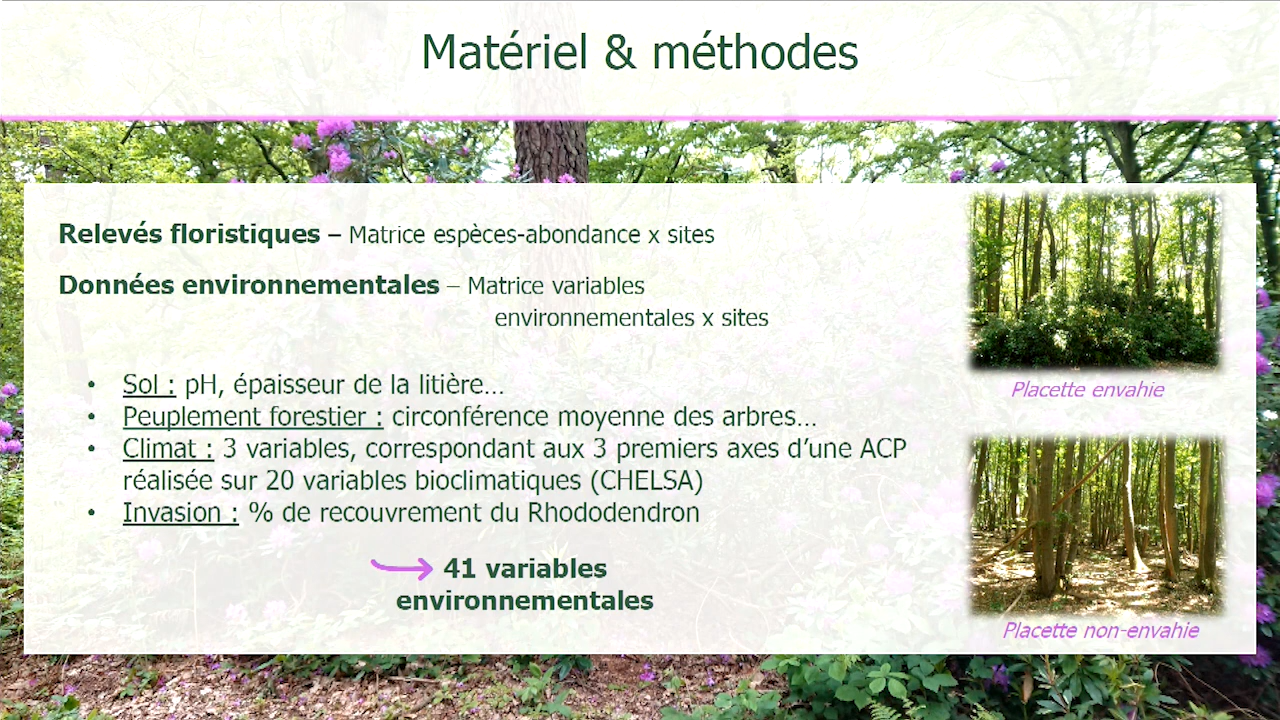 Matériel & méthodes
Relevés floristiques – Matrice espèces-abondance x sites
Données environnementales – Matrice variables
environnementales x sites
• Sol : pH, épaisseur de la litière…
• Peuplement forestier : circonférence moyenne des arbres…
• Climat : 3 variables, correspondant aux 3 premiers axes d’une ACP
réalisée sur 20 variables bioclimatiques (CHELSA)
• Invasion : % de recouvrement du Rhododendron
41 variables
environnementales
Placette envahie
Placette non-envahie